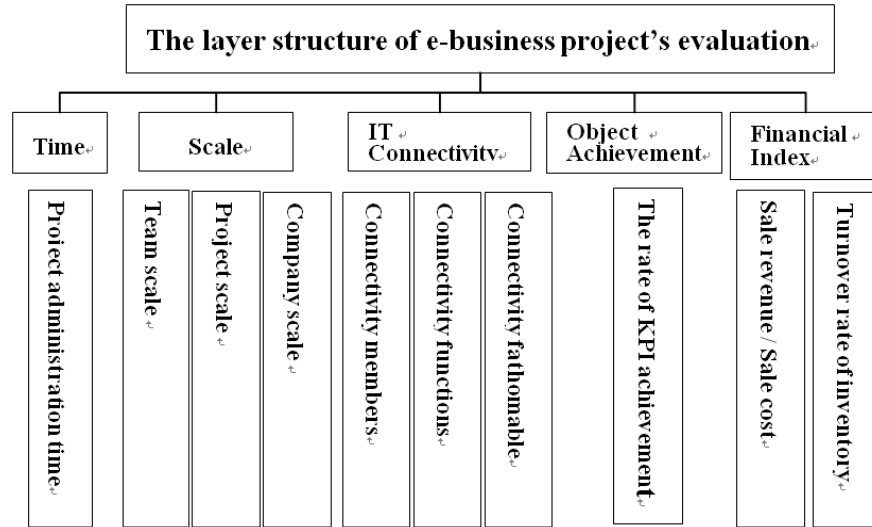 The layer structure of e-business project's evaluation
Time
Scale
IT
Connectivity
Object
Achievement
Financial
Index
Project administration time
Team scale
Project scale
Company scale
Connectivity members
Connectivity functions
Connectivity fathomable
The rate of KPI achievement
Sale revenue / Sale cost
Turnover rate of inventory